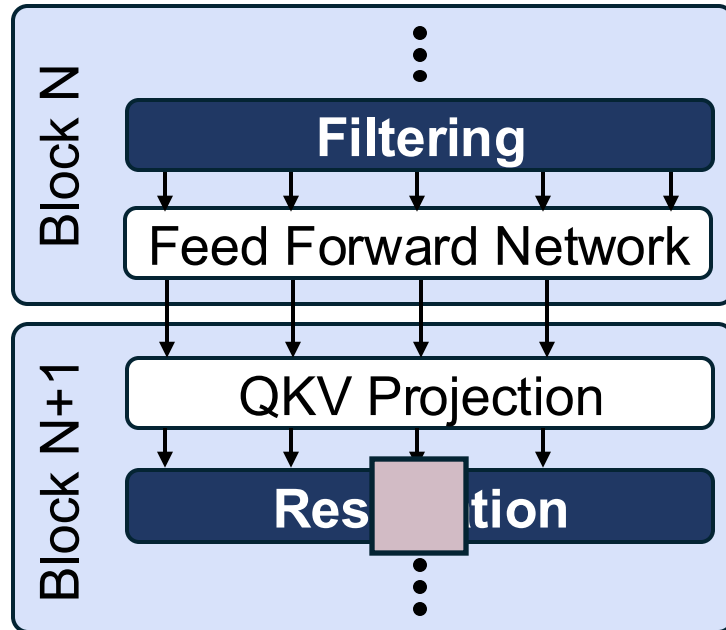 Block N
Filtering
Feed Forward Network
Block N+1
QKV Projection